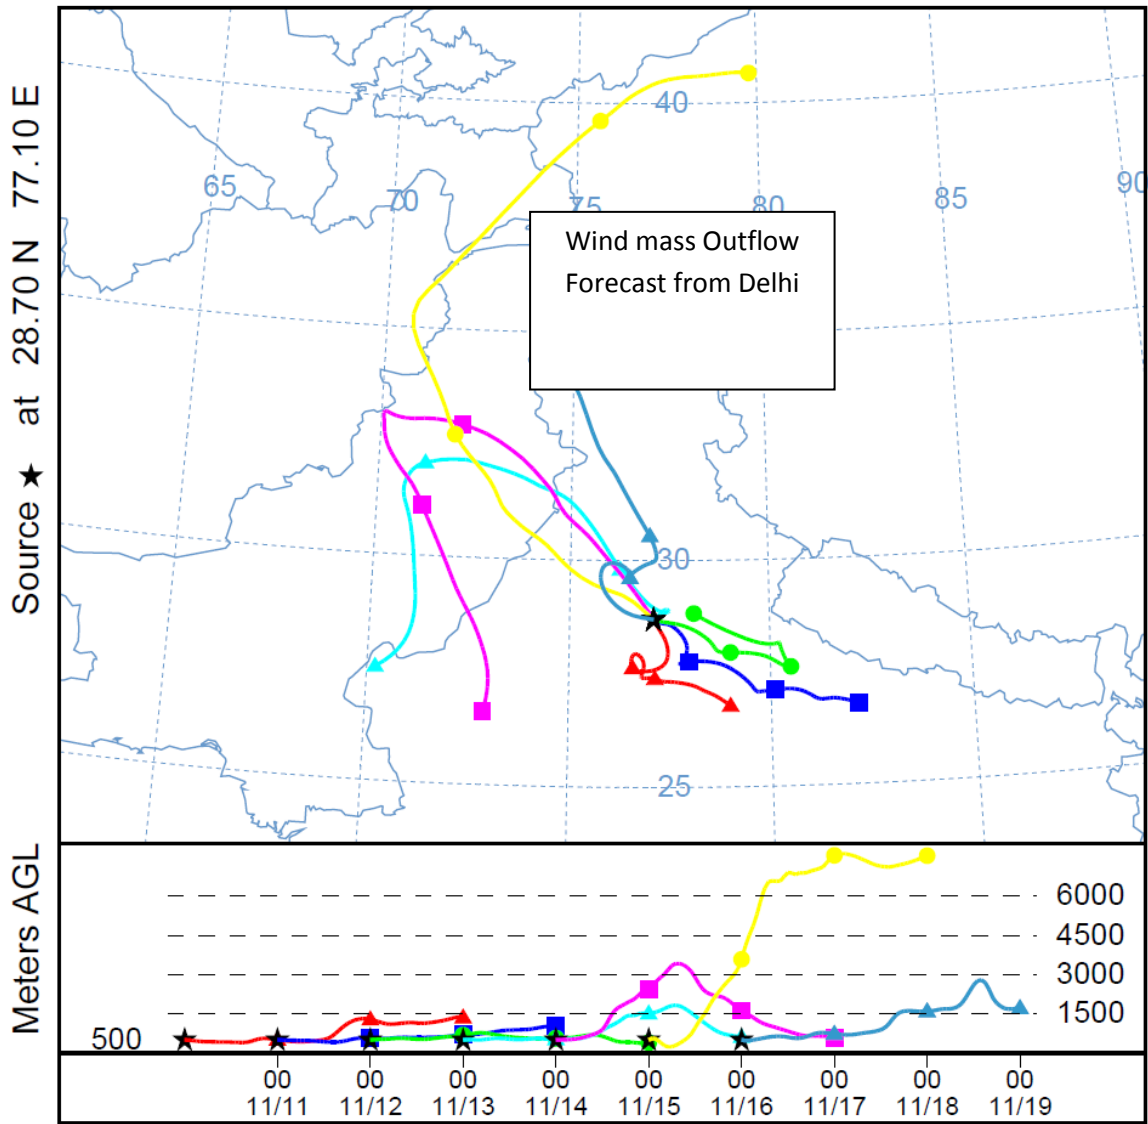 Source ★ at 28.70 N 77.10 E
40
65
70
75
80
85
90
Wind mass Outflow
Forecast from Delhi
30
25
Meters AGL
6000
4500
3000
1500
500
00 00 00 00 00 00 00 00 00
11/11 11/12 11/13 11/14 11/15 11/16 11/17 11/18 11/19